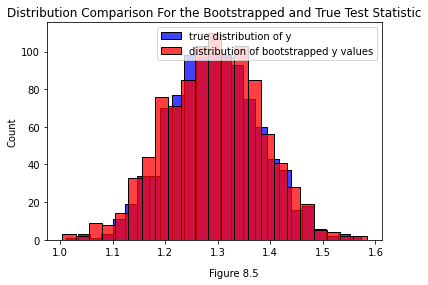 Distribution Comparison For the Bootstrapped and True Test Statistic
true distribution of y
distribution of bootstrapped y values
100
80
60
40
20
0
Count
1.0 1.1 1.2 1.3 1.4 1.5 1.6
Figure 8.5